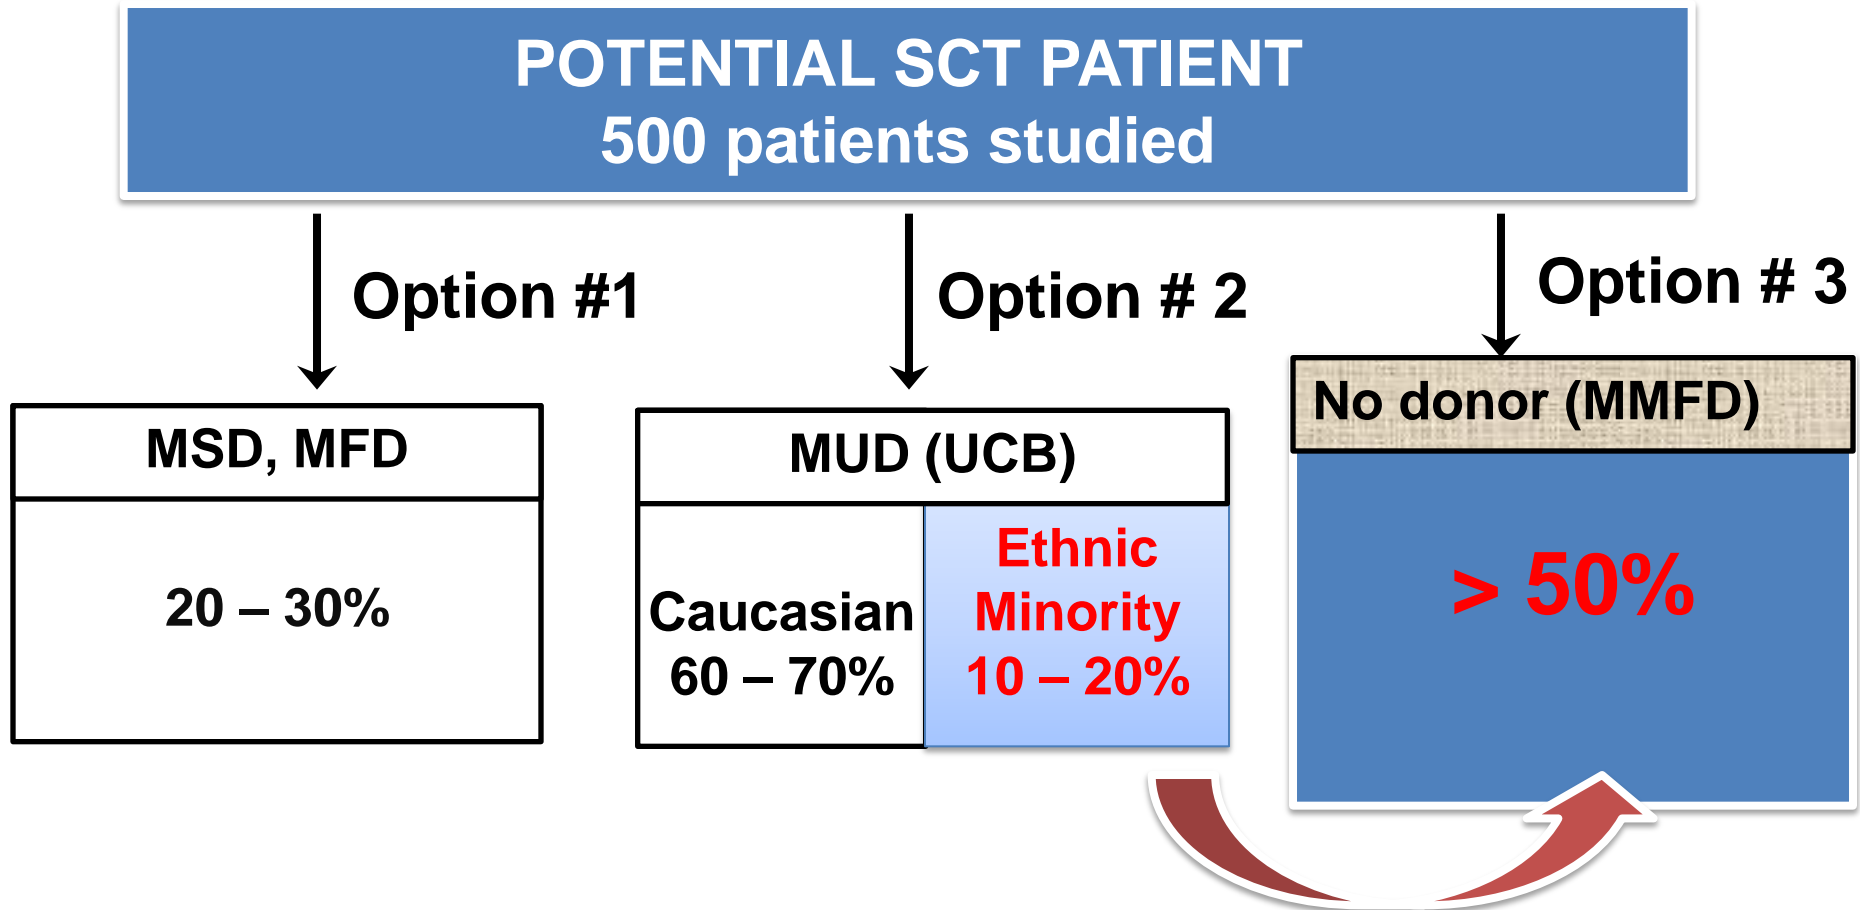 POTENTIAL SCT PATIENT
500 patients studied
Option #1
Option # 2
Option # 3
MSD, MFD
20 – 30%
MUD (UCB)
Caucasian
60 – 70%
Ethnic
Minority
10 – 20%
No donor (MMFD)
> 50%